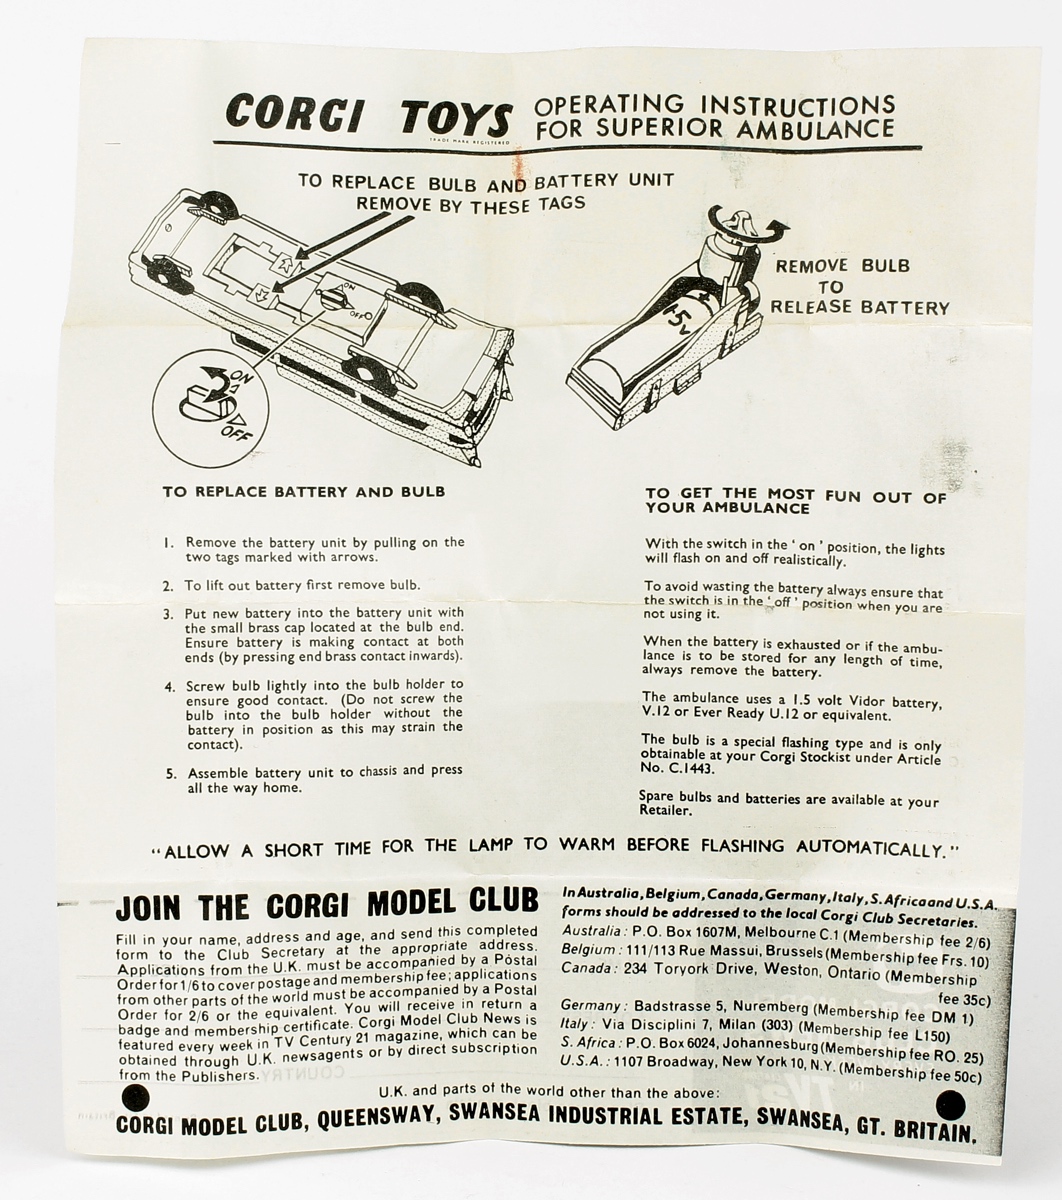 CORGI TOYS
TRADE MARK REGISTERED
OPERATING INSTRUCTIONS
FOR SUPERIOR AMBULANCE
TO REPLACE BULB AND BATTERY UNIT
REMOVE BY THESE TAGS
ON
OFF
ON
OFF
1.5v
REMOVE BULB
TO
RELEASE BATTERY
TO REPLACE BATTERY AND BULB
1. Remove the battery unit by pulling on the
two tags marked with arrows.
2. To lift out battery first remove bulb.
3. Put new battery into the battery unit with
the small brass cap located at the bulb end.
Ensure battery is making contact at both
ends (by pressing end brass contact inwards).
4. Screw bulb lightly into the bulb holder to
ensure good contact. (Do not screw the
bulb into the bulb holder without the
battery in position as this may strain the
contact).
5. Assemble battery unit to chassis and press
all the way home.
TO GET THE MOST FUN OUT OF
YOUR AMBULANCE
With the switch in the ' on ' position, the lights
will flash on and off realistically.
To avoid wasting the battery always ensure that
the switch is in the ' off ' position when you are
not using it.
When the battery is exhausted or if the ambu-
lance is to be stored for any length of time,
always remove the battery.
The ambulance uses a 1.5 volt Vidor battery,
V.12 or Ever Ready U.12 or equivalent.
The bulb is a special flashing type and is only
obtainable at your Corgi Stockist under Article
No. C.1443.
Spare bulbs and batteries are available at your
Retailer.
"ALLOW A SHORT TIME FOR THE LAMP TO WARM BEFORE FLASHING AUTOMATICALLY."
JOIN THE CORGI MODEL CLUB
Fill in your name, address and age, and send this completed
form to the Club Secretary at the appropriate address.
Applications from the U.K. must be accompanied by a Postal
Order for 1/6 to cover postage and membership fee; applications
from other parts of the world must be accompanied by a Postal
Order for 2/6 or the equivalent. You will receive in return a
badge and membership certificate. Corgi Model Club News is
featured every week in TV Century 21 magazine, which can be
obtained through U.K. newsagents or by direct subscription
from the Publishers.
In Australia, Belgium, Canada, Germany, Italy, S. Africa and U.S.A.
forms should be addressed to the local Corgi Club Secretaries.
Australia: P.O. Box 1607M, Melbourne C.1 (Membership fee 2/6)
Belgium: 111/113 Rue Massui, Brussels (Membership fee Frs. 10)
Canada: 234 Toryork Drive, Weston, Ontario (Membership
fee 35c)
Germany: Badstrasse 5, Nuremberg (Membership fee DM 1)
Italy: Via Disciplini 7, Milan (303) (Membership fee L150)
S. Africa: P.O. Box 6024, Johannesburg (Membership fee RO. 25)
U.S.A.: 1107 Broadway, New York 10, N.Y. (Membership fee 50c)
U.K. and parts of the world other than the above:
CORGI MODEL CLUB, QUEENSWAY, SWANSEA INDUSTRIAL ESTATE, SWANSEA, GT. BRITAIN.